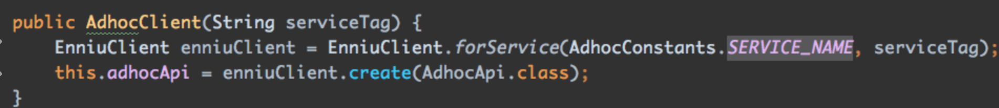 public AdhocClient(String serviceTag) {
    EnniuClient enniuClient = EnniuClient.forService(AdhocConstants.SERVICE_NAME, serviceTag);
    this.adhocApi = enniuClient.create(AdhocApi.class);
}